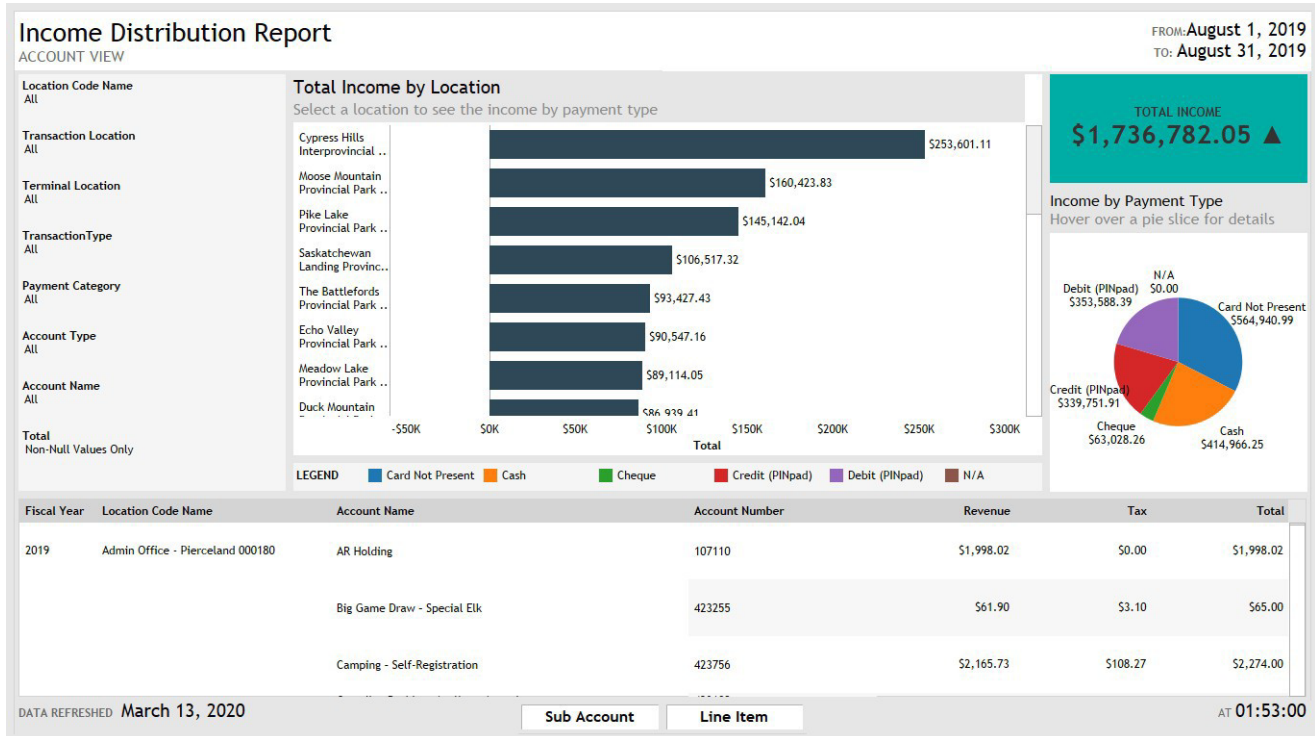 Income Distribution Report
ACCOUNT VIEW
FROM: August 1, 2019
TO: August 31, 2019
Location Code Name
All
Transaction Location
All
Terminal Location
All
TransactionType
All
Payment Category
All
Account Type
All
Account Name
All
Total
Non-Null Values Only
Total Income by Location
Select a location to see the income by payment type
Cypress Hills
Interprovincial ..
$253,601.11
Moose Mountain
Provincial Park ..
$160,423.83
Pike Lake
Provincial Park ..
$145,142.04
Saskatchewan
Landing Provinc..
$106,517.32
The Battlefords
Provincial Park ..
$93,427.43
Echo Valley
Provincial Park ..
$90,547.16
Meadow Lake
Provincial Park ..
$89,114.05
Duck Mountain
$86,939.41
-$50K $0K $50K $100K $150K $200K $250K $300K
Total
LEGEND Card Not Present Cash Cheque Credit (PINpad) Debit (PINpad) N/A
TOTAL INCOME
$1,736,782.05 ▲
Income by Payment Type
Hover over a pie slice for details
N/A
$0.00
Debit (PINpad)
$353,588.39
Card Not Present
$564,940.99
Credit (PINpad)
$339,751.91
Cheque
$63,028.26
Cash
$414,966.25
Fiscal Year Location Code Name Account Name Account Number Revenue Tax Total
2019 Admin Office - Pierceland 000180 AR Holding 107110 $1,998.02 $0.00 $1,998.02
Big Game Draw - Special Elk 423255 $61.90 $3.10 $65.00
Camping - Self-Registration 423756 $2,165.73 $108.27 $2,274.00
DATA REFRESHED March 13, 2020
Sub Account Line Item
AT 01:53:00